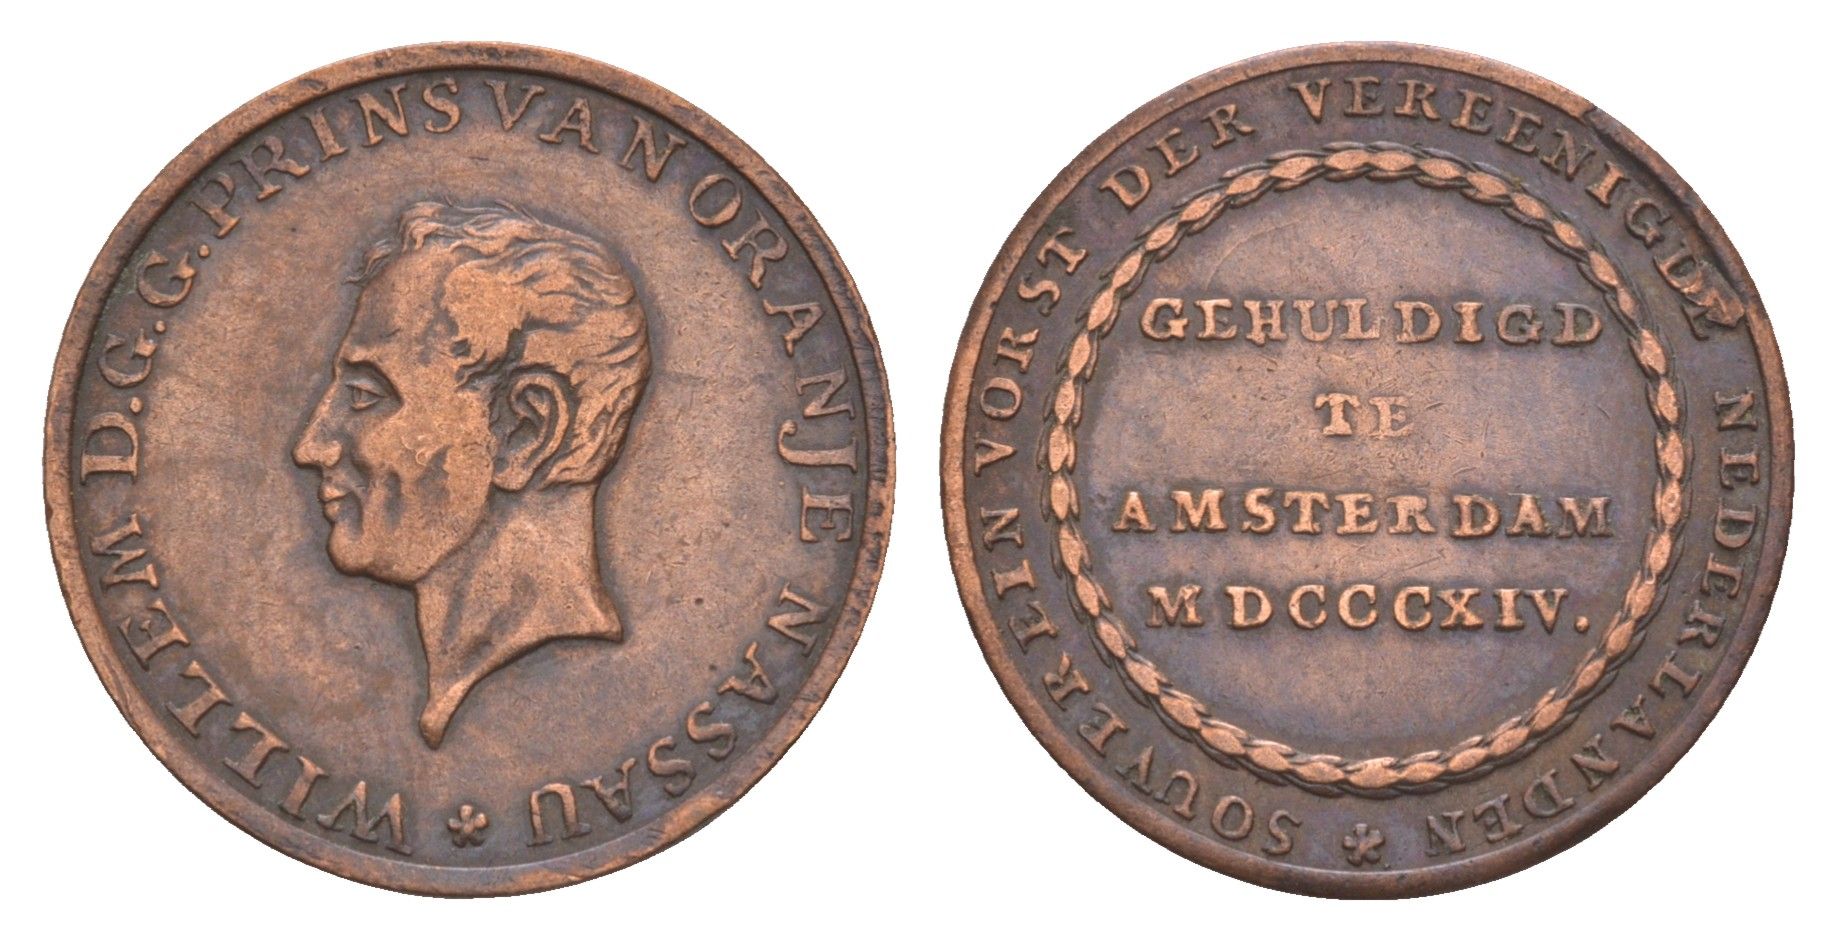 WILLEM D.G.G. PRINS VAN ORANJE NASSAU
SOUVEREIN VORST DER VEREENIGDE NEDERLANDEN
GEHULDIGD
TE
AMSTERDAM
MDCCCXIV.